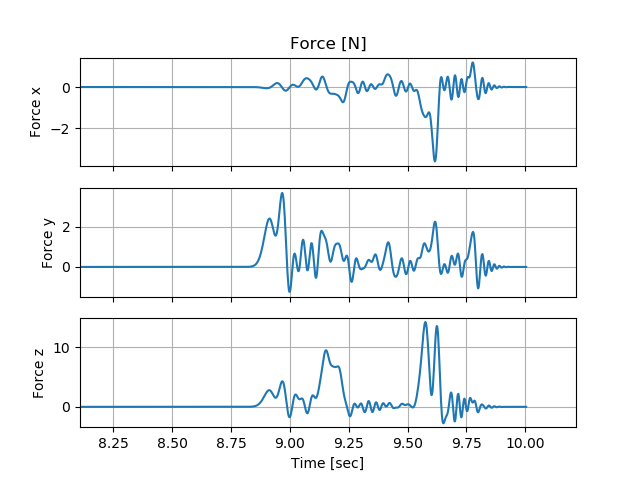 Force [N]
Force x
0
−2
Force y
2
0
Force z
10
0
8.25 8.50 8.75 9.00 9.25 9.50 9.75 10.00
Time [sec]